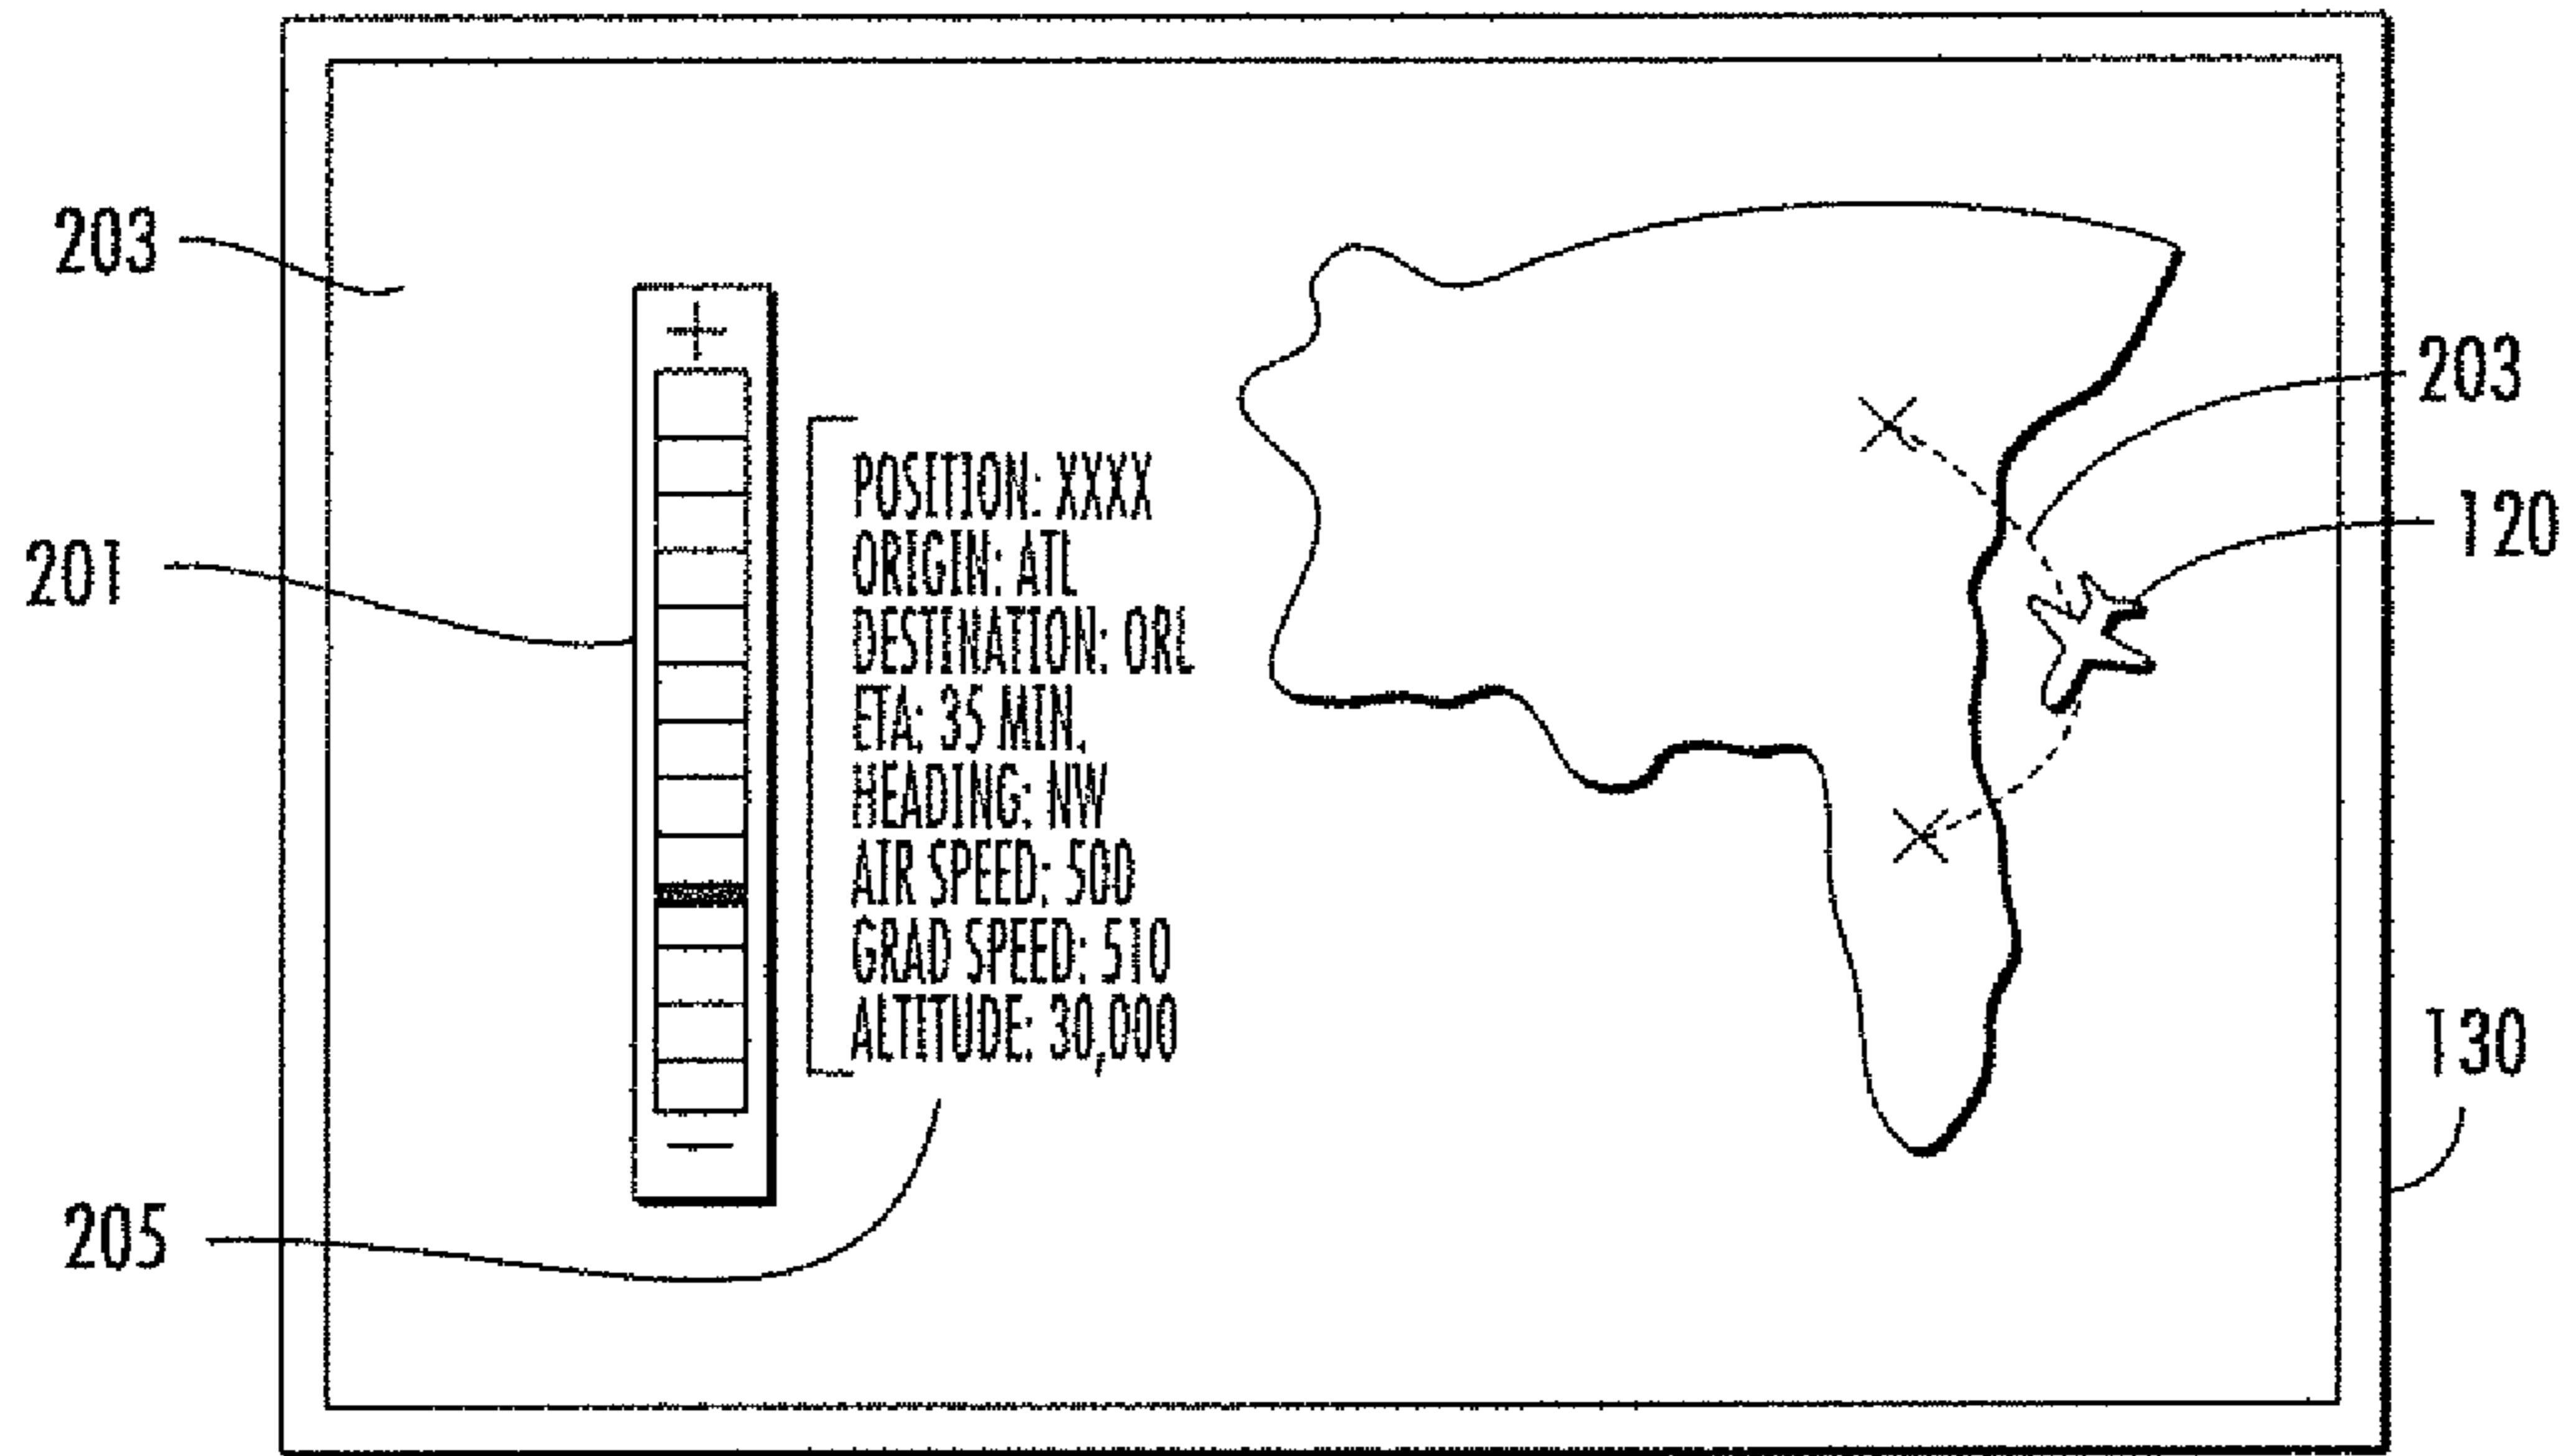 203
201
205
+
−
POSITION: XXXX
ORIGIN: ATL
DESTINATION: ORL
ETA: 35 MIN.
HEADING: NW
AIR SPEED: 500
GRAD SPEED: 510
ALTITUDE: 30,000
203
120
130